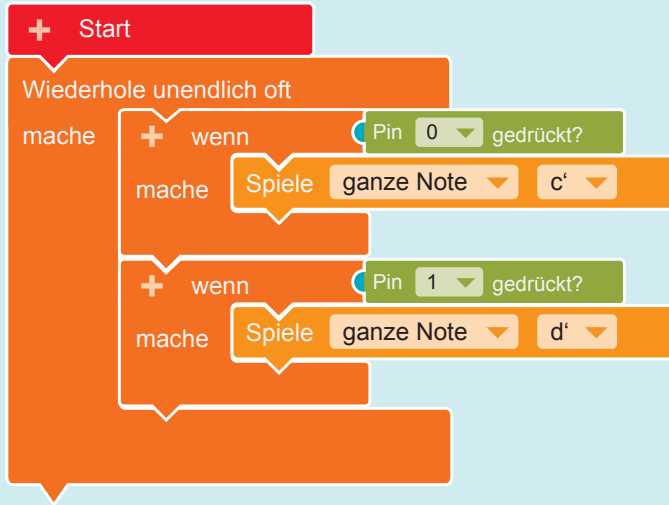 + Start
Wiederhole unendlich oft
mache + wenn Pin 0 gedrückt?
mache Spiele ganze Note c‘
+ wenn Pin 1 gedrückt?
mache Spiele ganze Note d‘